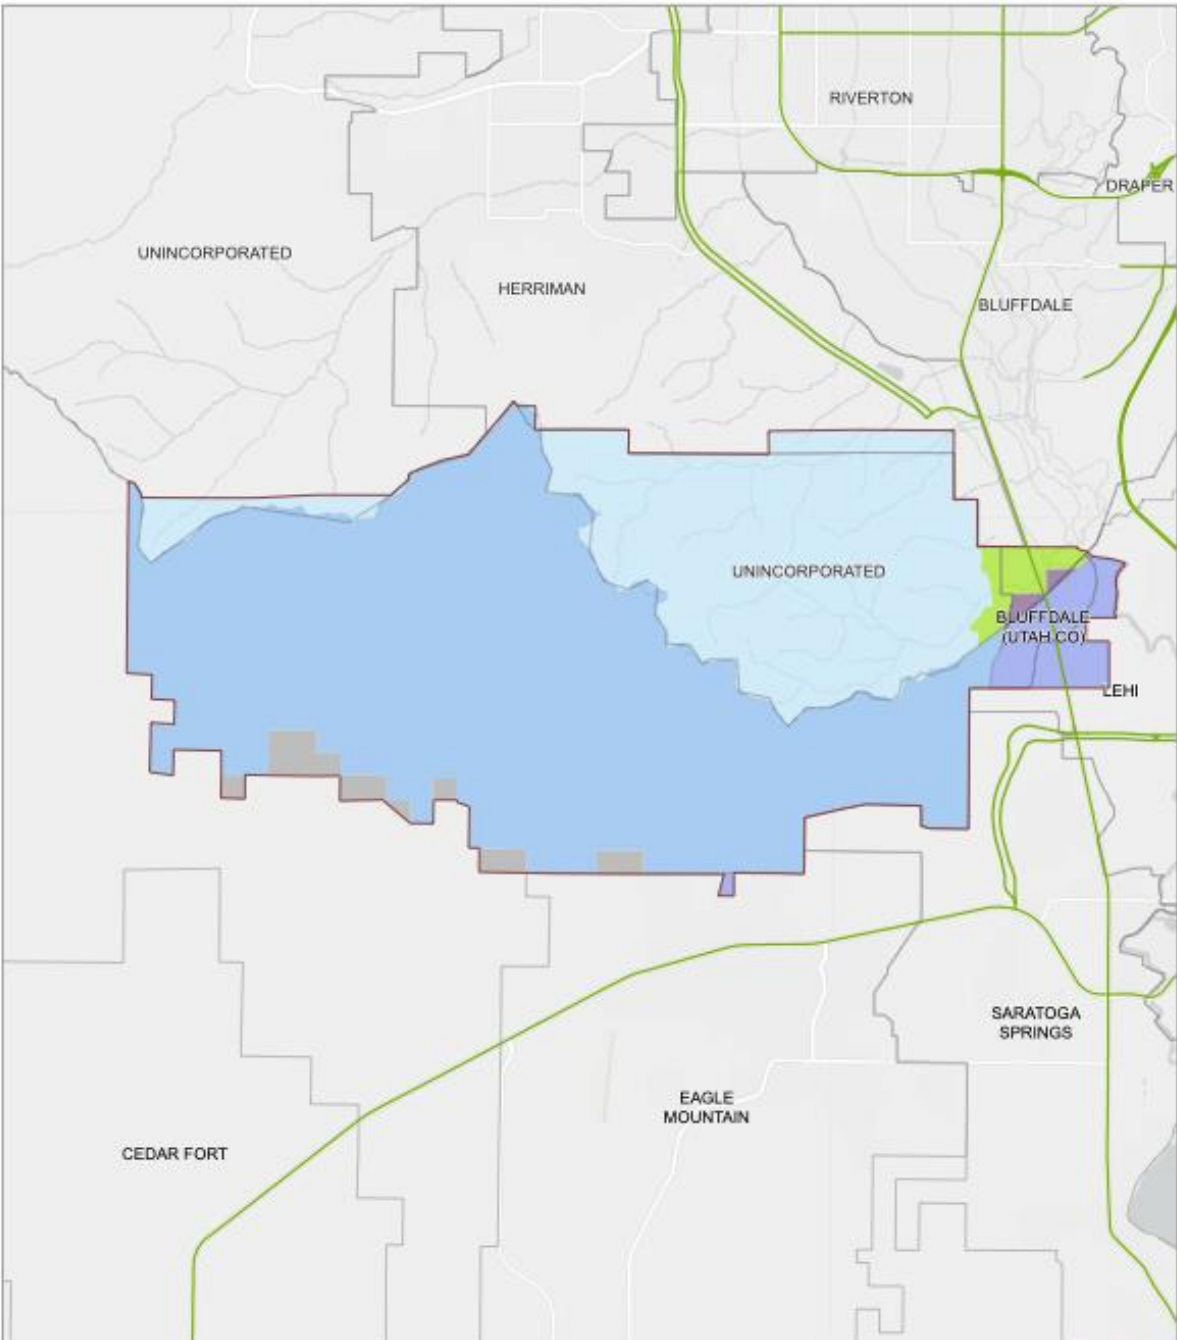 RIVERTON
DRAPER
UNINCORPORATED
HERRIMAN
BLUFFDALE
UNINCORPORATED
BLUFFDALE
(UTAH CO)
LEHI
SARATOGA
SPRINGS
EAGLE
MOUNTAIN
CEDAR FORT